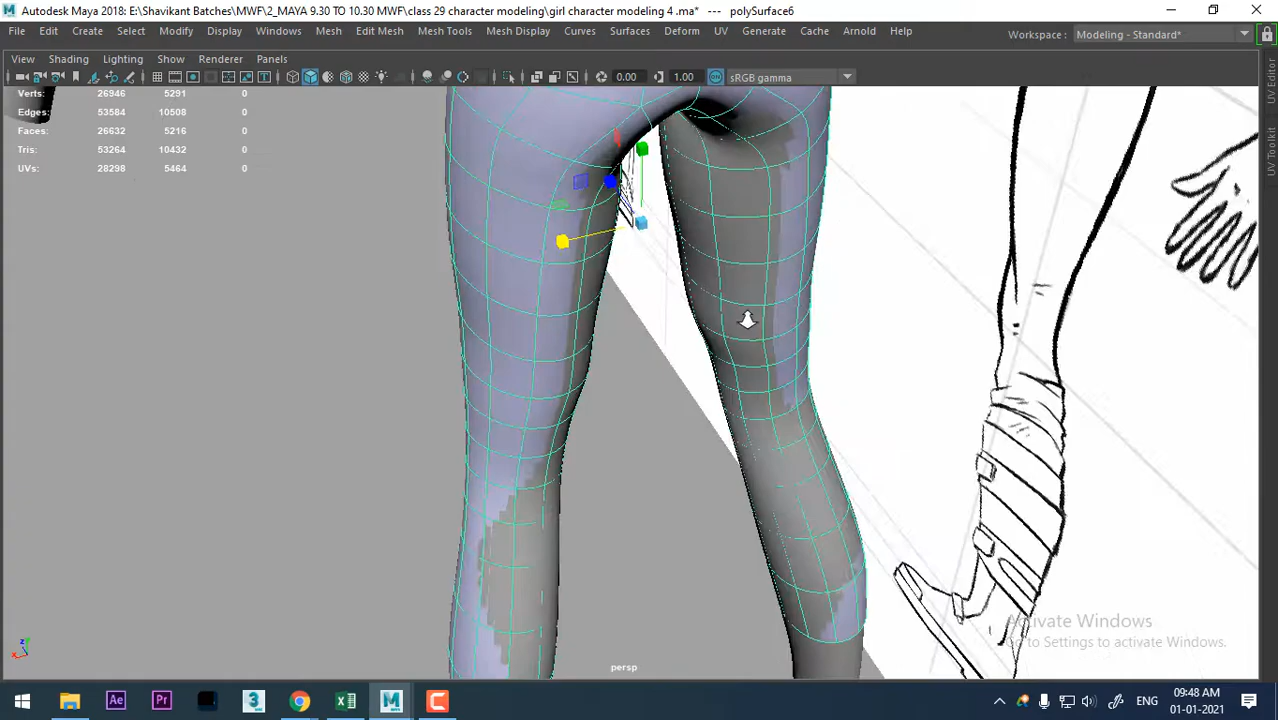 Autodesk Maya 2018: E:\Shavikant Batches\MWF\2_MAYA 9.30 TO 10.30 MWF\class 29 character modeling\girl character modeling 4 .ma* --- polySurface6
File Edit Create Select Modify Display Windows Mesh Edit Mesh Mesh Tools Mesh Display Curves Surfaces Deform UV Generate Cache Arnold Help
Workspace : Modeling - Standard*
View Shading Lighting Show Renderer Panels
0.00 1.00 ON sRGB gamma
Verts: 26946 5291 0
Edges: 53584 10508 0
Faces: 26632 5216 0
Tris: 53264 10432 0
UVs: 28298 5464 0
UV Editor
UV Toolkit
Activate Windows
Go to Settings to activate Windows.
persp
z
x
Ae Pr 3 M C
ENG
09:48 AM
01-01-2021